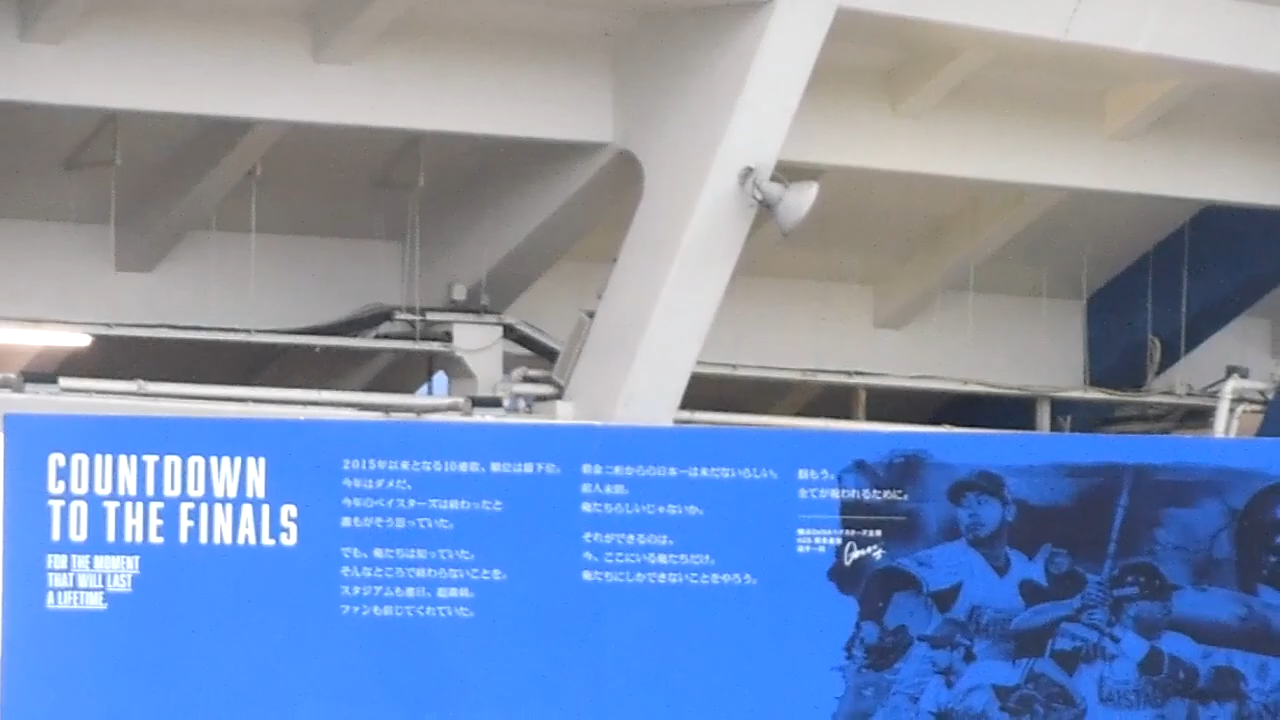 COUNTDOWN
TO THE FINALS
FOR THE MOMENT
THAT WILL LAST
A LIFETIME.
2015年以来となる10連敗、順位は最下位。
今年はダメだ。
今年のベイスターズは終わったと
誰もがそう思っていた。
でも、俺たちは知っていた。
そんなところで終わらないことを。
スタジアムも連日、超満員。
ファンも信じてくれていた。
借金二桁からの日本一は未だないらしい。
前人未到。
俺たちらしいじゃないか。
それができるのは、
今、ここにいる俺たちだけ。
俺たちにしかできないことをやろう。
全てが報われるために。